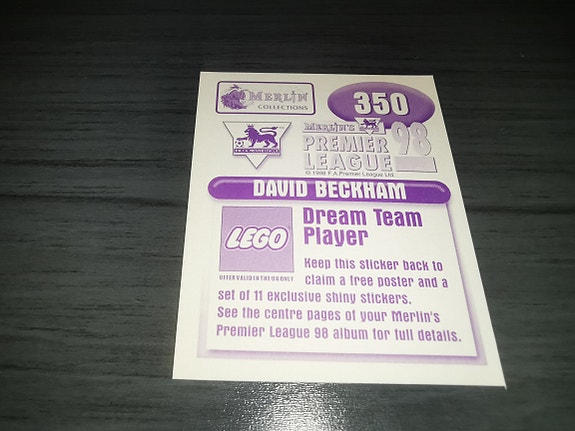 MERLIN
COLLECTIONS
350
MERLIN'S
PREMIER
LEAGUE 98
© 1998 F.A. Premier League Ltd
DAVID BECKHAM
LEGO
OFFER VALID IN THE UK ONLY
Dream Team
Player
Keep this sticker back to
claim a free poster and a
set of 11 exclusive shiny stickers.
See the centre pages of your Merlin's
Premier League 98 album for full details.